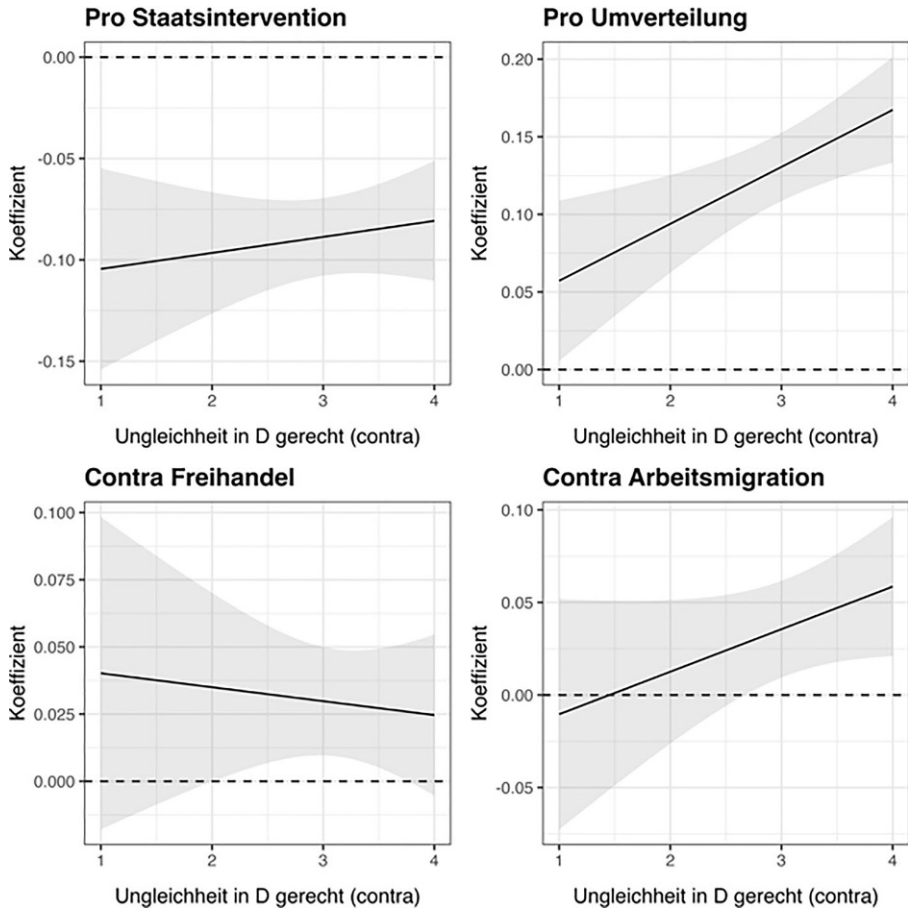 Pro Staatsintervention
0.00
-0.05
-0.10
-0.15
Koeffizient
1 2 3 4
Ungleichheit in D gerecht (contra)
Pro Umverteilung
0.20
0.15
0.10
0.05
0.00
Koeffizient
1 2 3 4
Ungleichheit in D gerecht (contra)
Contra Freihandel
0.100
0.075
0.050
0.025
0.000
Koeffizient
1 2 3 4
Ungleichheit in D gerecht (contra)
Contra Arbeitsmigration
0.10
0.05
0.00
-0.05
Koeffizient
1 2 3 4
Ungleichheit in D gerecht (contra)